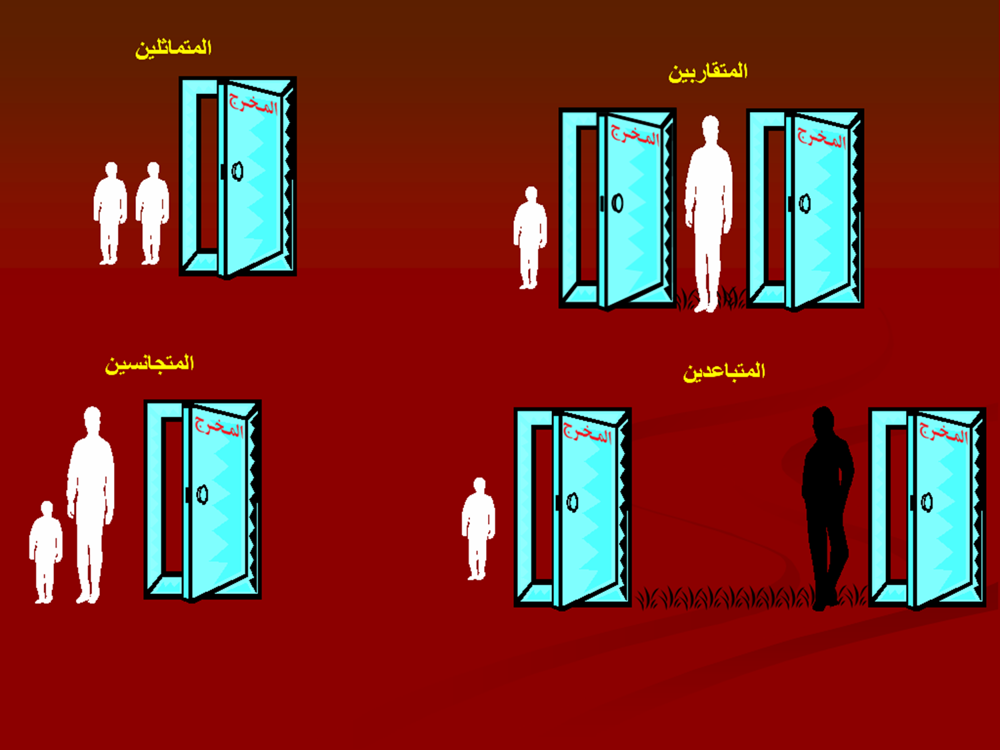 المتماثلين
المخرج
المتقاربين
المخرج
المخرج
المتجانسين
المخرج
المتباعدين
المخرج
المخرج